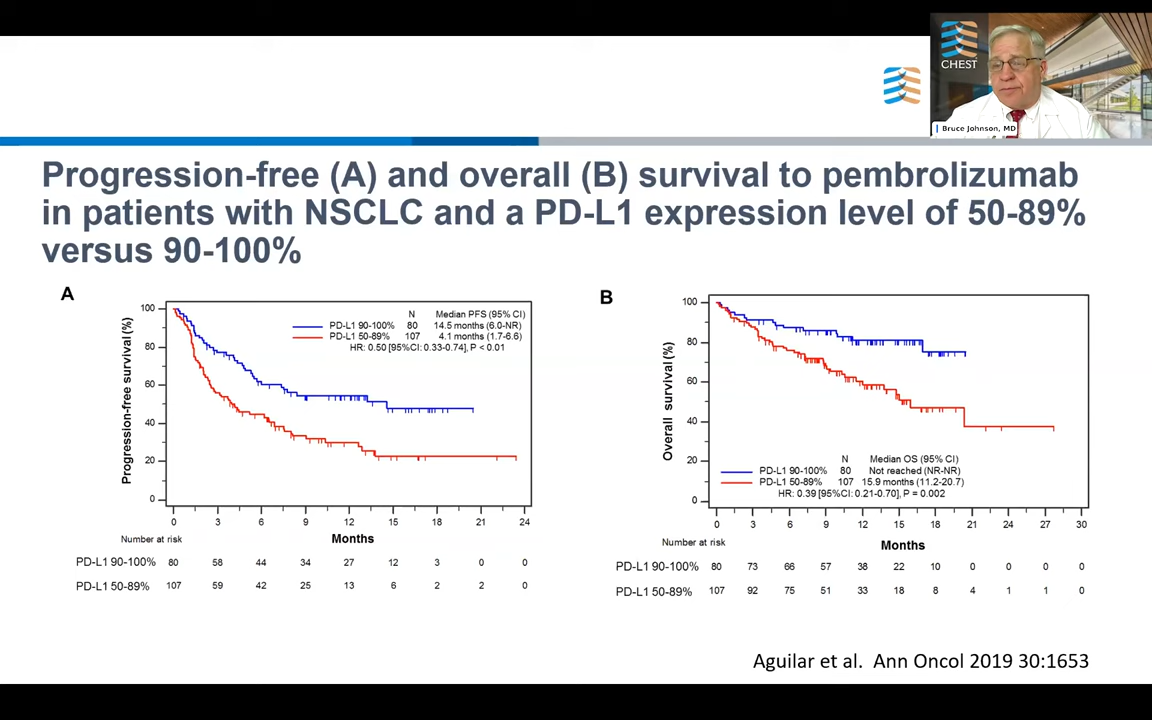 CHEST
Bruce Johnson, MD
Progression-free (A) and overall (B) survival to pembrolizumab
in patients with NSCLC and a PD-L1 expression level of 50-89%
versus 90-100%
A
N Median PFS (95% CI)
PD-L1 90-100% 80 14.5 months (6.0-NR)
PD-L1 50-89% 107 4.1 months (1.7-6.6)
HR: 0.50 [95%CI: 0.33-0.74], P < 0.01
Progression-free survival (%)
100
80
60
40
20
0
0 3 6 9 12 15 18 21 24
Number at risk
Months
PD-L1 90-100% 80 58 44 34 27 12 3 0 0
PD-L1 50-89% 107 59 42 25 13 6 2 2 0
B
Overall survival (%)
100
80
60
40
20
0
N Median OS (95% CI)
PD-L1 90-100% 80 Not reached (NR-NR)
PD-L1 50-89% 107 15.9 months (11.2-20.7)
HR: 0.39 [95%CI: 0.21-0.70], P = 0.002
0 3 6 9 12 15 18 21 24 27 30
Number at risk
Months
PD-L1 90-100% 80 73 66 57 38 22 10 0 0 0 0
PD-L1 50-89% 107 92 75 51 33 18 8 4 1 1 0
Aguilar et al. Ann Oncol 2019 30:1653